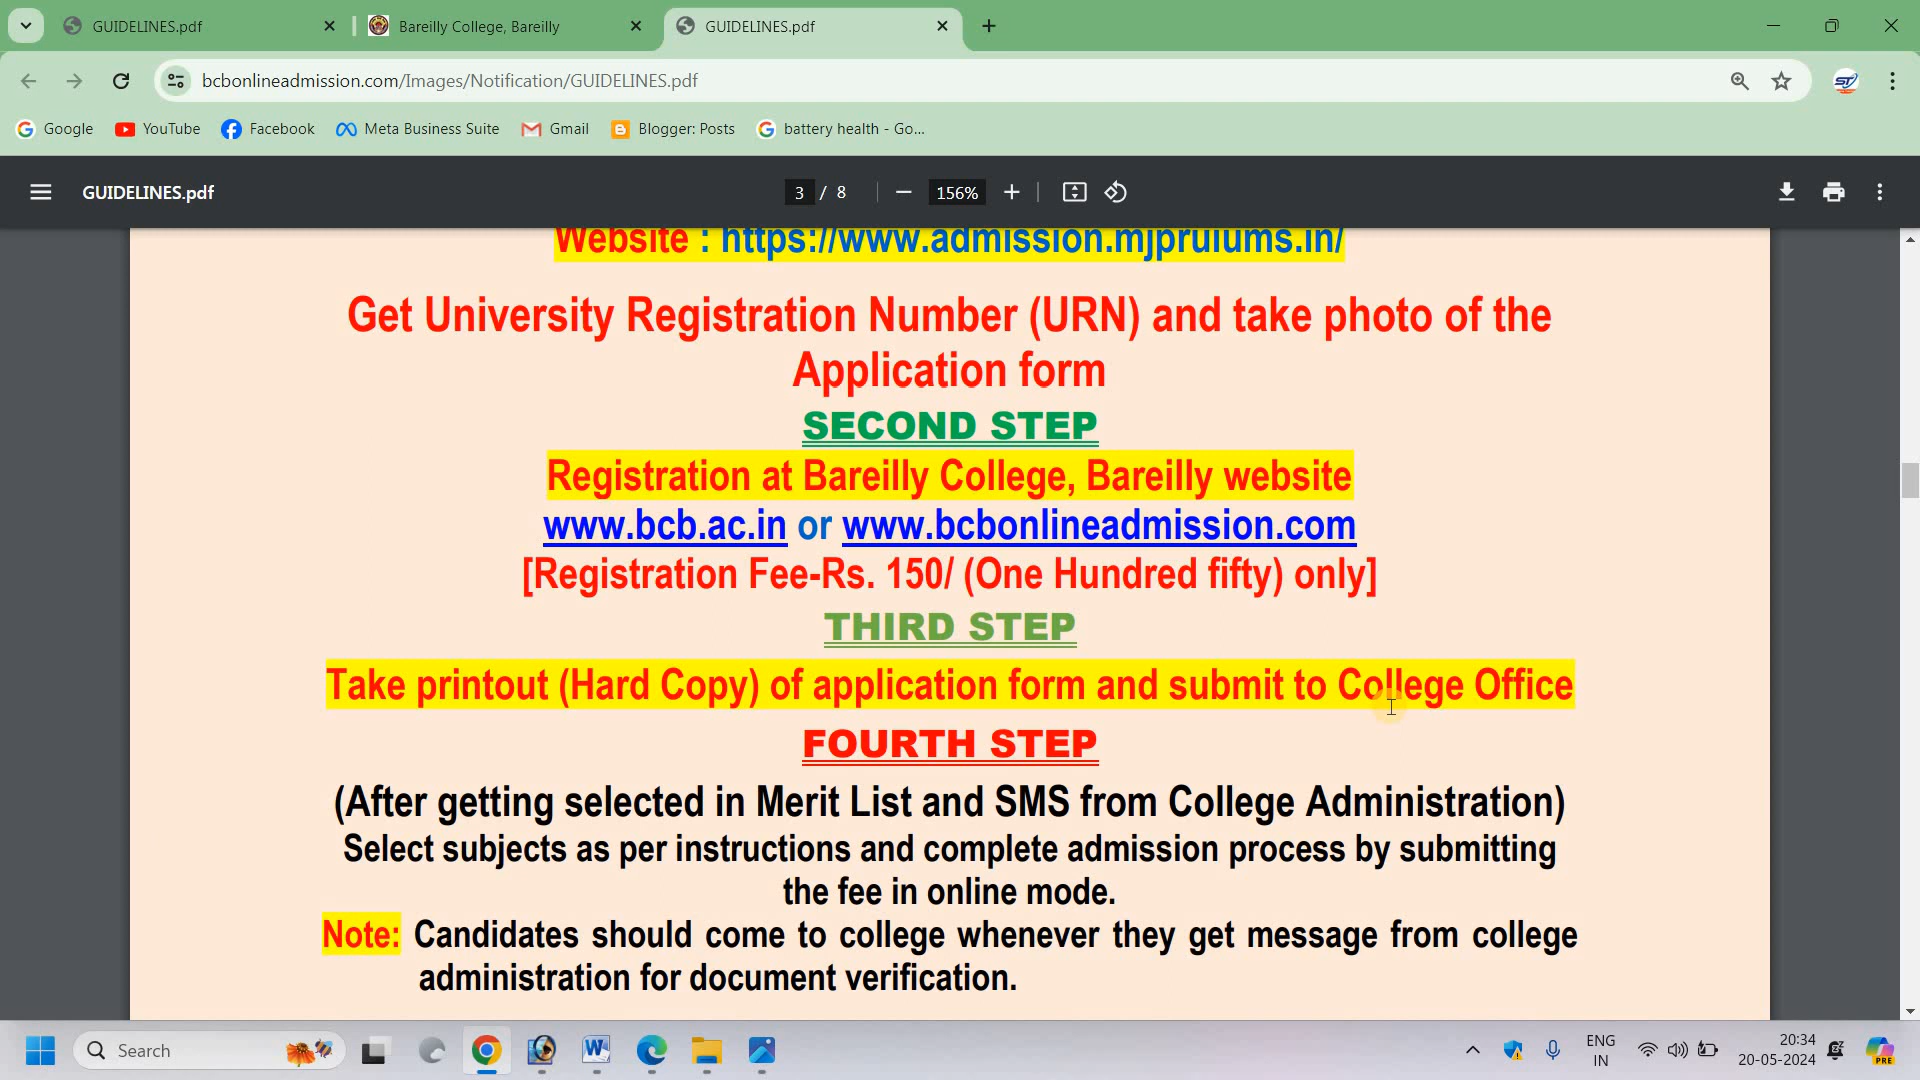 GUIDELINES.pdf
Bareilly College, Bareilly
GUIDELINES.pdf
bcbonlineadmission.com/Images/Notification/GUIDELINES.pdf
Google
YouTube
Facebook
Meta Business Suite
Gmail
Blogger: Posts
battery health - Go...
GUIDELINES.pdf
3 / 8
156%
Website : https://www.admission.mjpruiums.in/
Get University Registration Number (URN) and take photo of the
Application form
SECOND STEP
Registration at Bareilly College, Bareilly website
www.bcb.ac.in or www.bcbonlineadmission.com
[Registration Fee-Rs. 150/ (One Hundred fifty) only]
THIRD STEP
Take printout (Hard Copy) of application form and submit to College Office
FOURTH STEP
(After getting selected in Merit List and SMS from College Administration)
Select subjects as per instructions and complete admission process by submitting
the fee in online mode.
Note: Candidates should come to college whenever they get message from college
administration for document verification.
Search
ENG
IN
20:34
20-05-2024
PRE